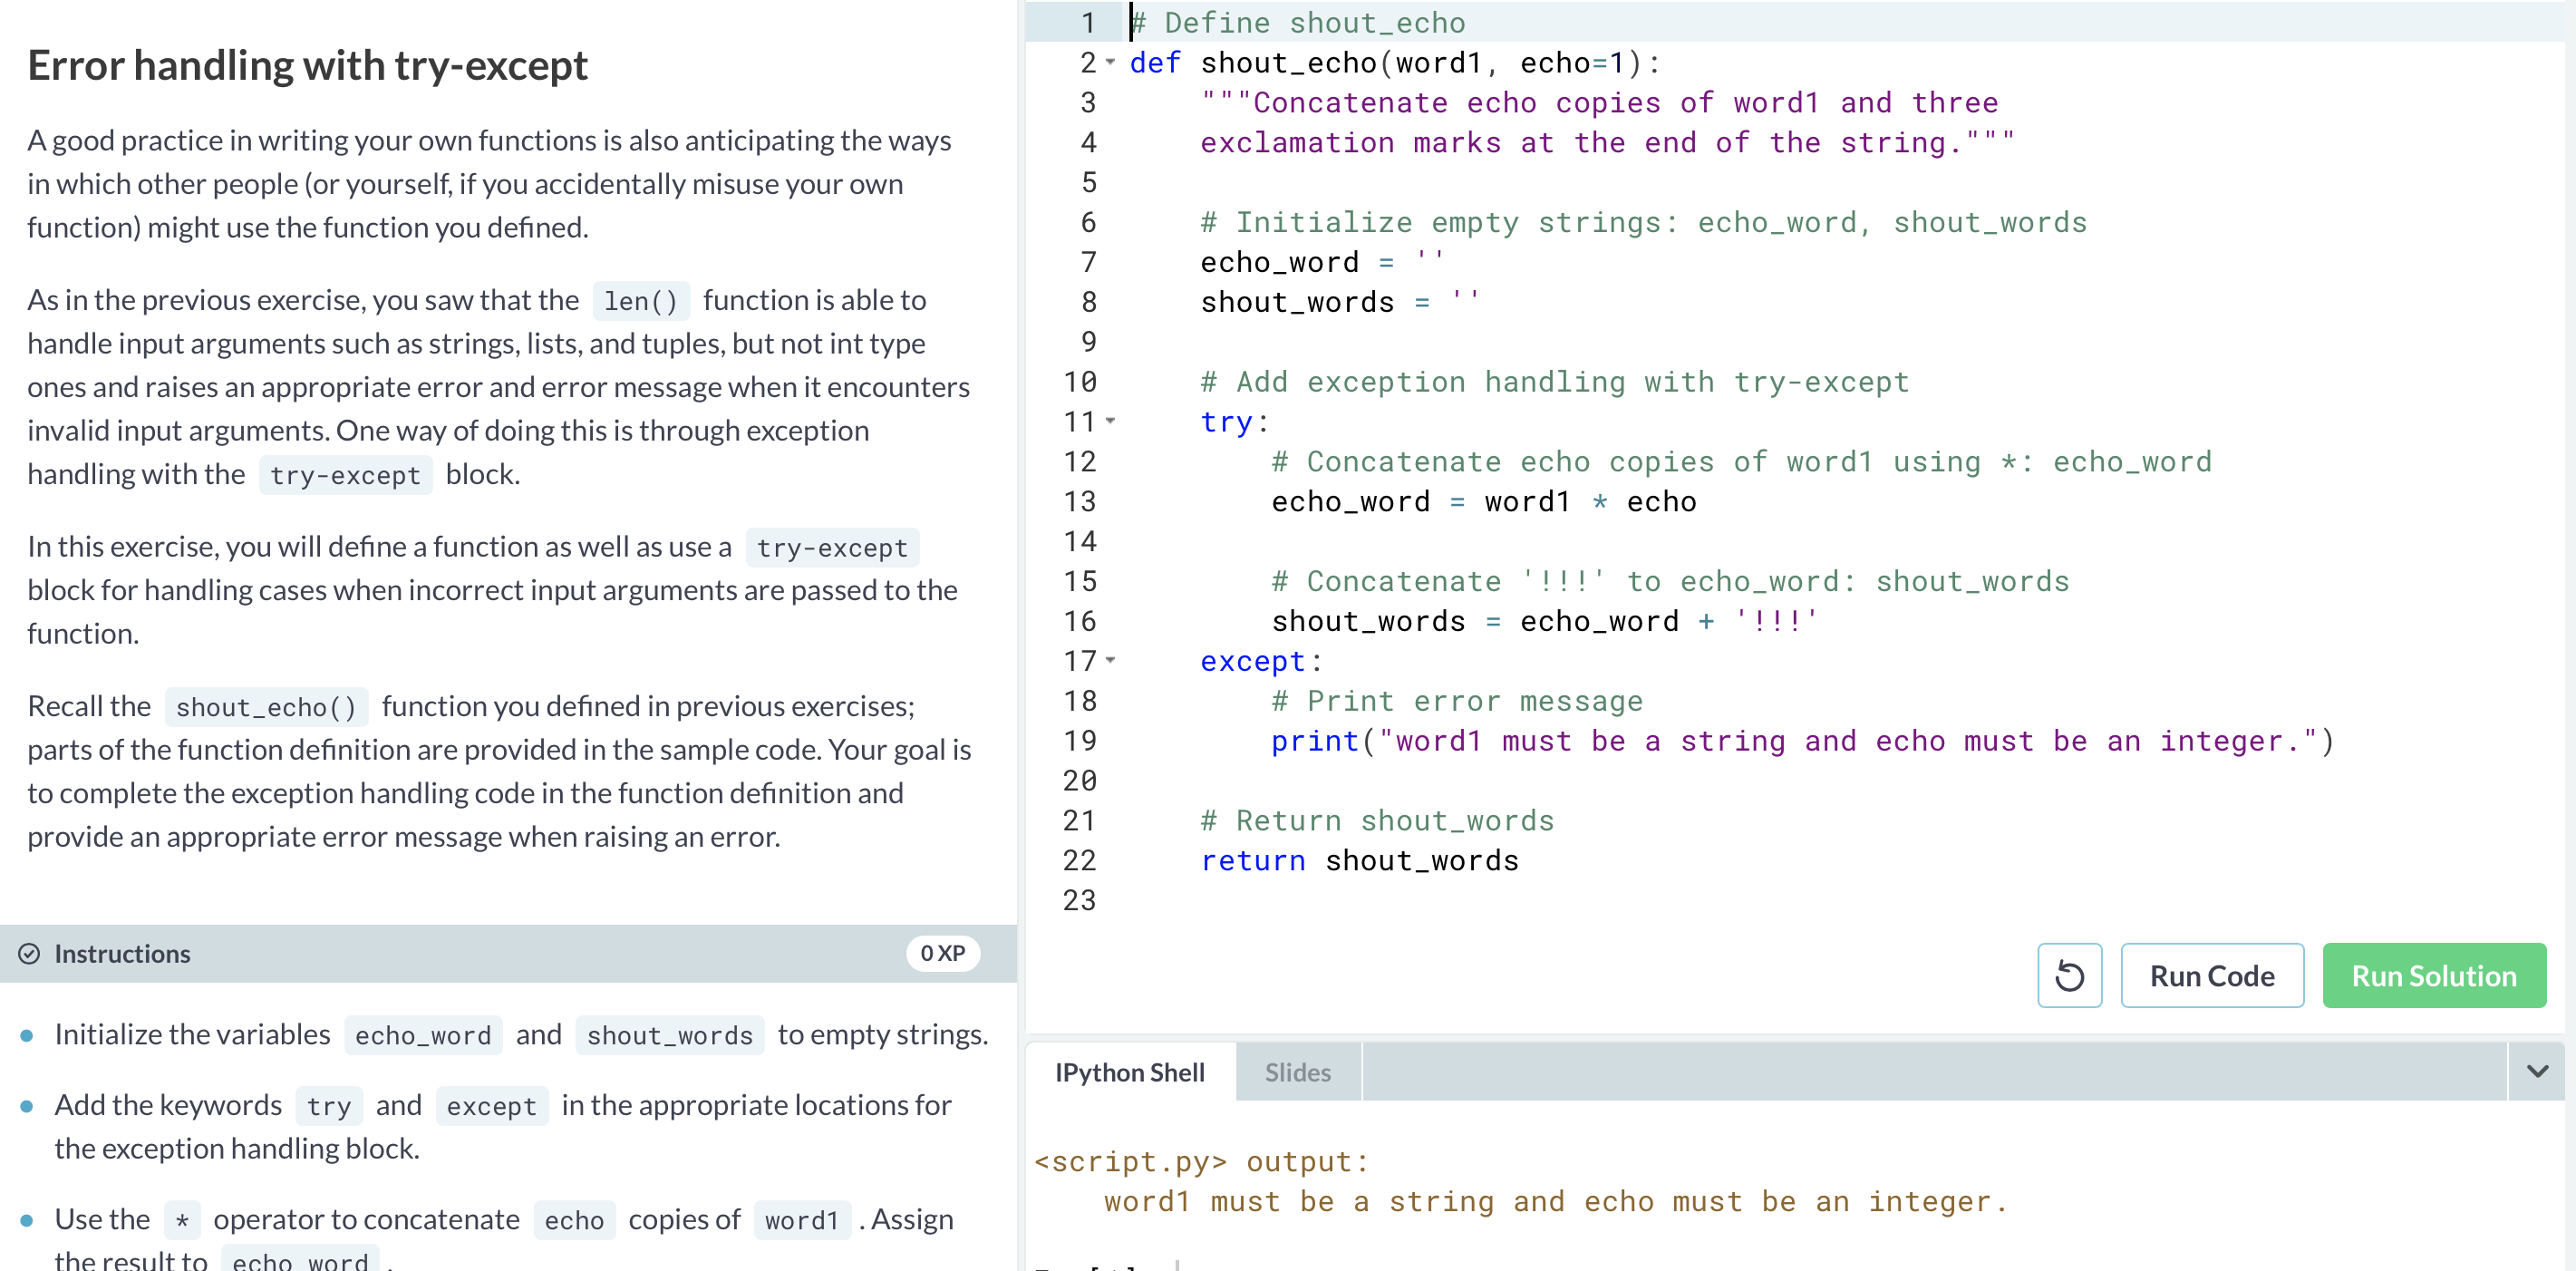 Error handling with try-except
A good practice in writing your own functions is also anticipating the ways
in which other people (or yourself, if you accidentally misuse your own
function) might use the function you defined.
As in the previous exercise, you saw that the len() function is able to
handle input arguments such as strings, lists, and tuples, but not int type
ones and raises an appropriate error and error message when it encounters
invalid input arguments. One way of doing this is through exception
handling with the try-except block.
In this exercise, you will define a function as well as use a try-except
block for handling cases when incorrect input arguments are passed to the
function.
Recall the shout_echo() function you defined in previous exercises;
parts of the function definition are provided in the sample code. Your goal is
to complete the exception handling code in the function definition and
provide an appropriate error message when raising an error.
Instructions 0 XP
Initialize the variables echo_word and shout_words to empty strings.
Add the keywords try and except in the appropriate locations for
the exception handling block.
Use the * operator to concatenate echo copies of word1 . Assign
the result to echo_word .
1 # Define shout_echo
2 def shout_echo(word1, echo=1):
3 """Concatenate echo copies of word1 and three
4 exclamation marks at the end of the string."""
5
6 # Initialize empty strings: echo_word, shout_words
7 echo_word = ''
8 shout_words = ''
9
10 # Add exception handling with try-except
11 try:
12 # Concatenate echo copies of word1 using *: echo_word
13 echo_word = word1 * echo
14
15 # Concatenate '!!!' to echo_word: shout_words
16 shout_words = echo_word + '!!!'
17 except:
18 # Print error message
19 print("word1 must be a string and echo must be an integer.")
20
21 # Return shout_words
22 return shout_words
23
Run Code Run Solution
IPython Shell Slides
<script.py> output:
word1 must be a string and echo must be an integer.